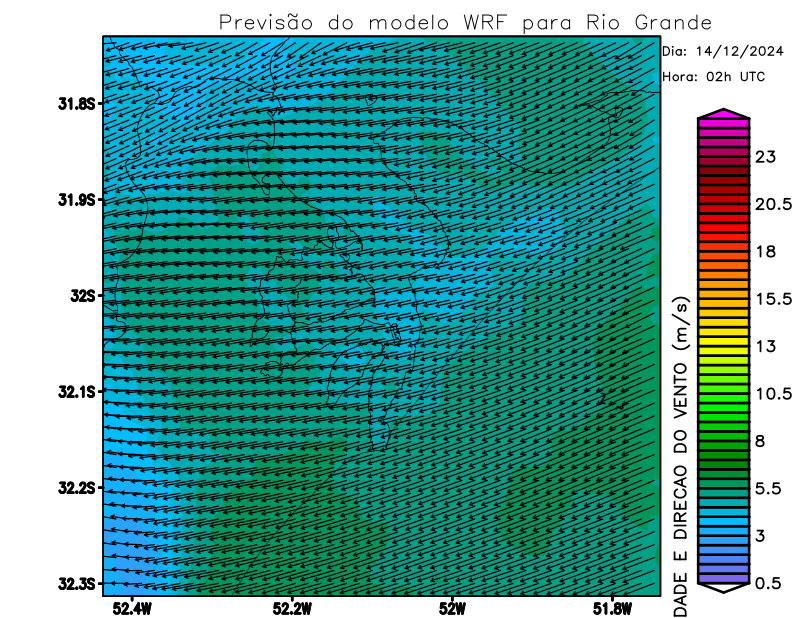 Previsão do modelo WRF para Rio Grande
Dia: 14/12/2024
Hora: 02h UTC
31.8S
31.9S
32S
32.1S
32.2S
32.3S
52.4W
52.2W
52W
51.8W
DADE E DIRECAO DO VENTO (m/s)
23
20.5
18
15.5
13
10.5
8
5.5
3
0.5